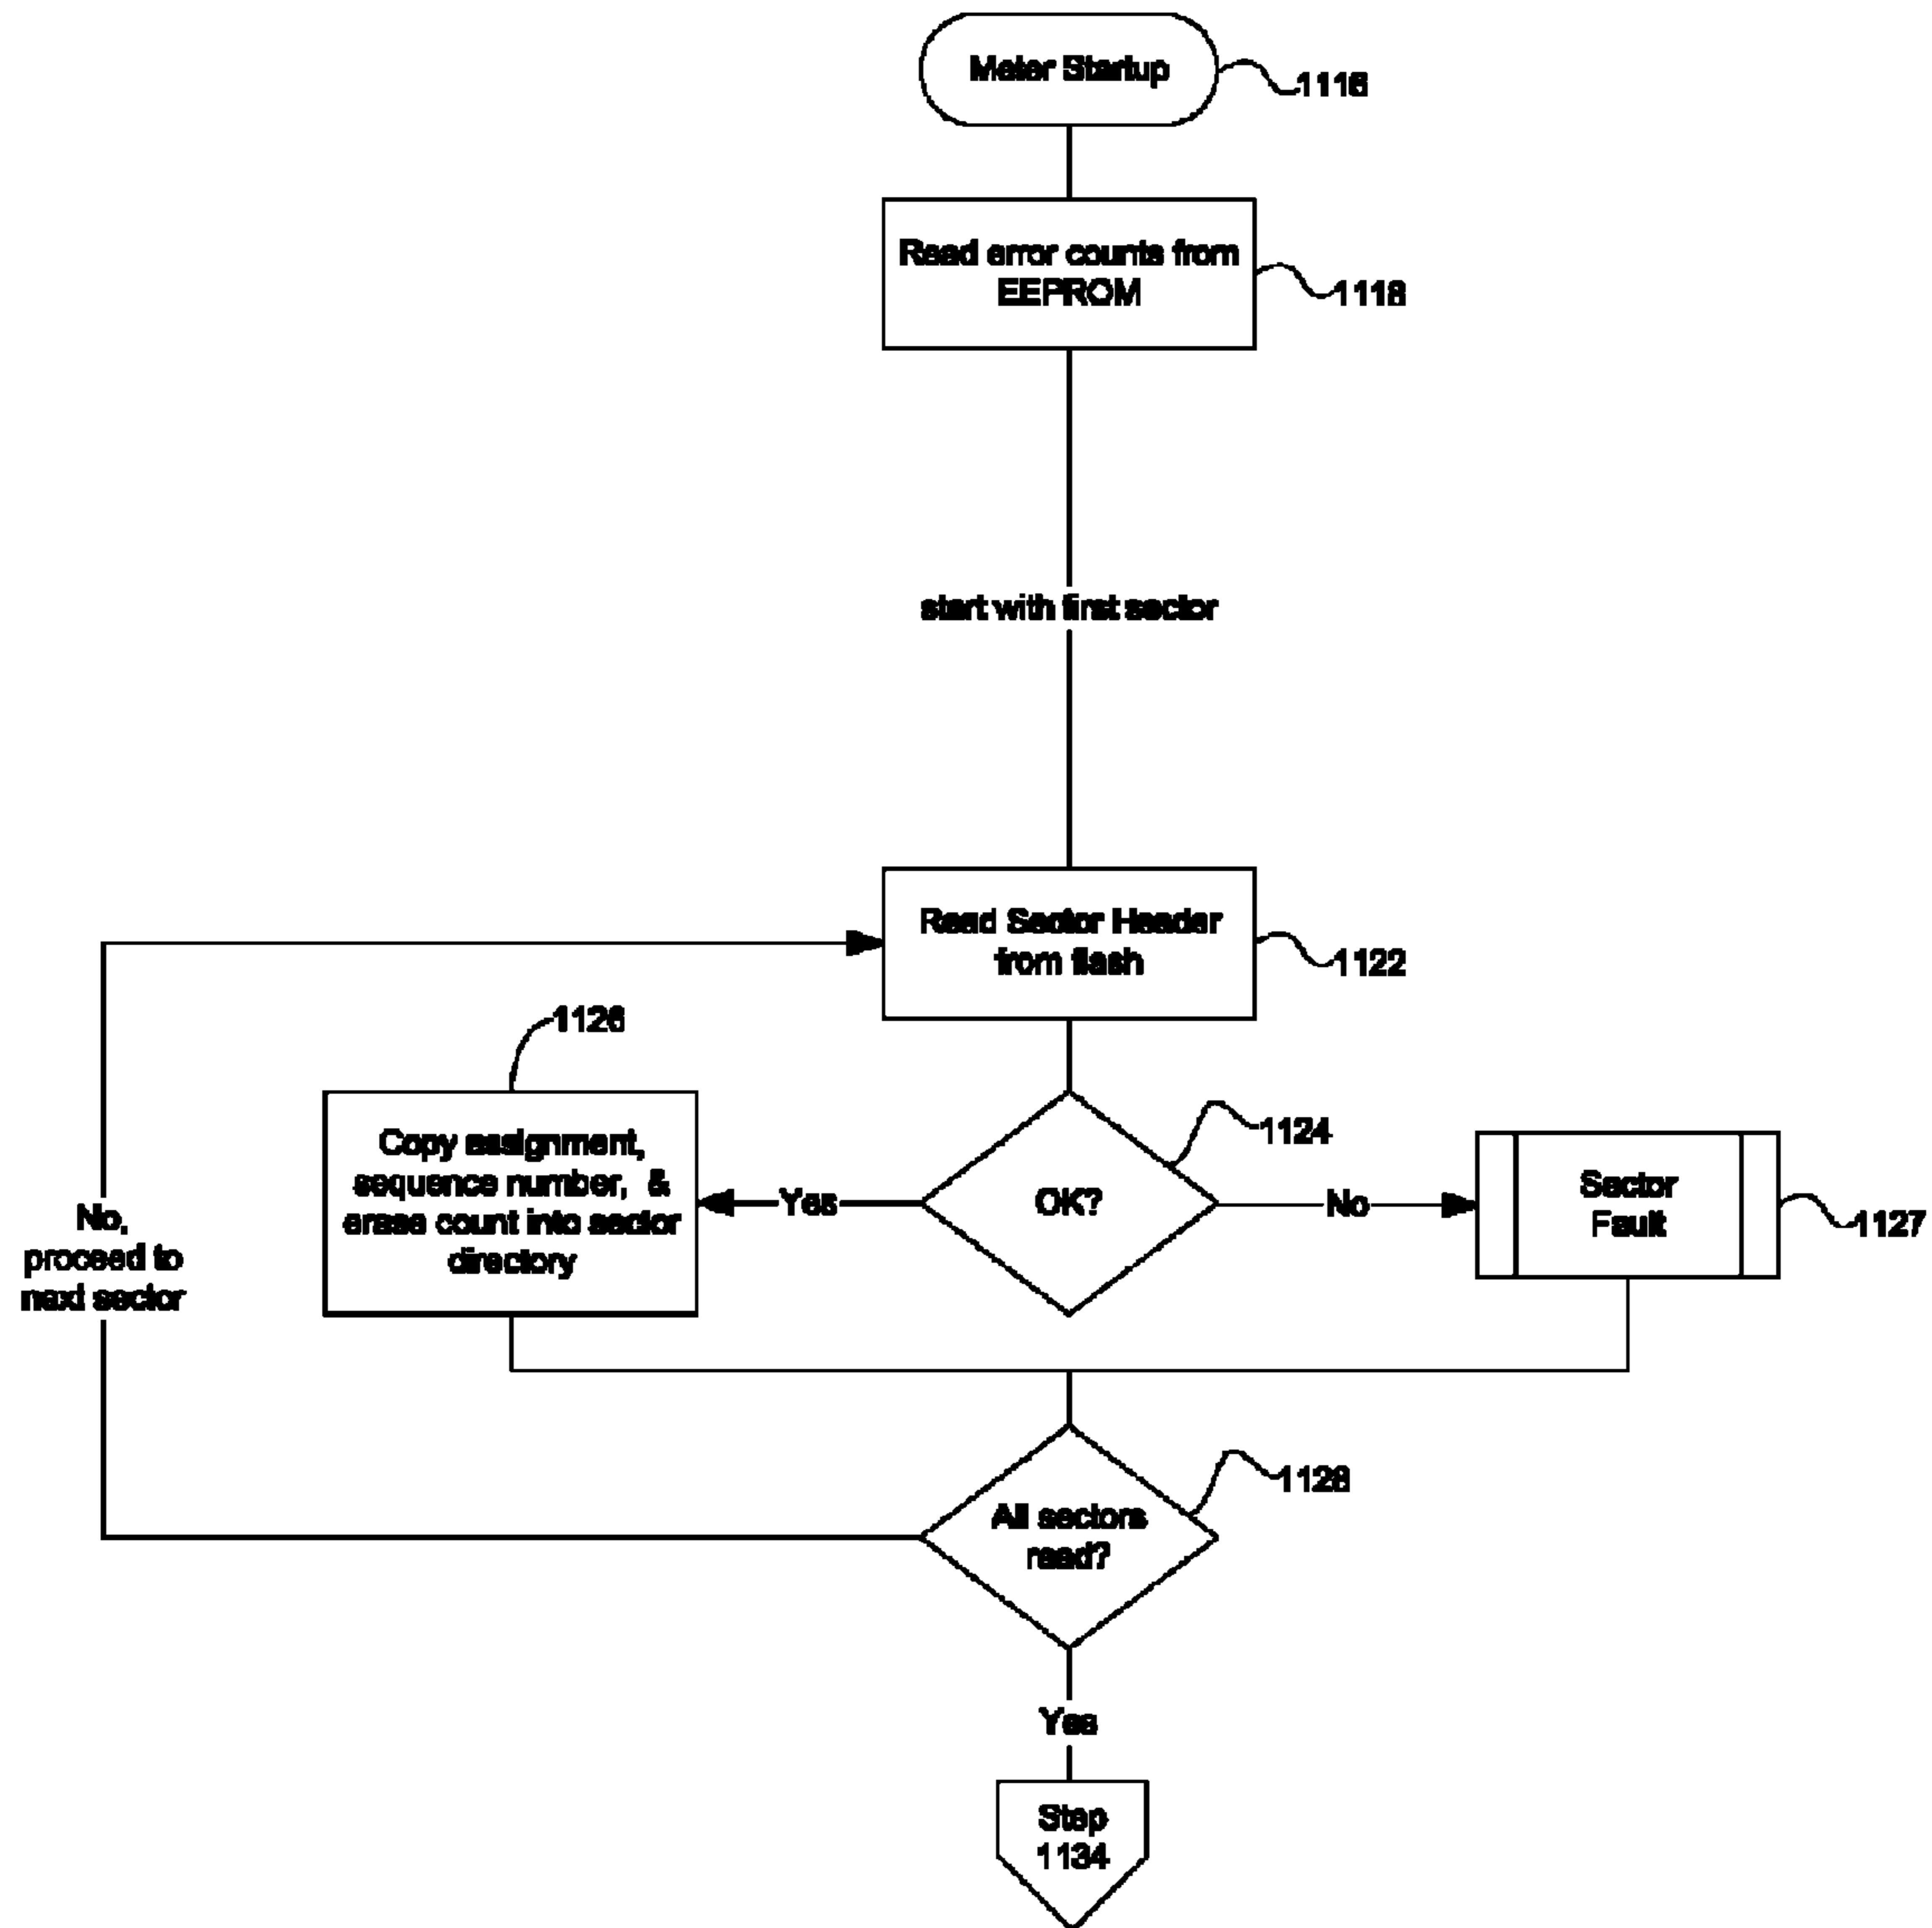 Meter Startup
1116
Read error counts from
EEPROM
1118
start with first sector
Read Sector Header
from flash
1122
1126
Copy assignment,
sequence number, &
erase count into sector
directory
Yes
OK?
1124
No
Sector
Fault
1127
No,
proceed to
next sector
All sectors
read?
1128
Yes
Step
1134